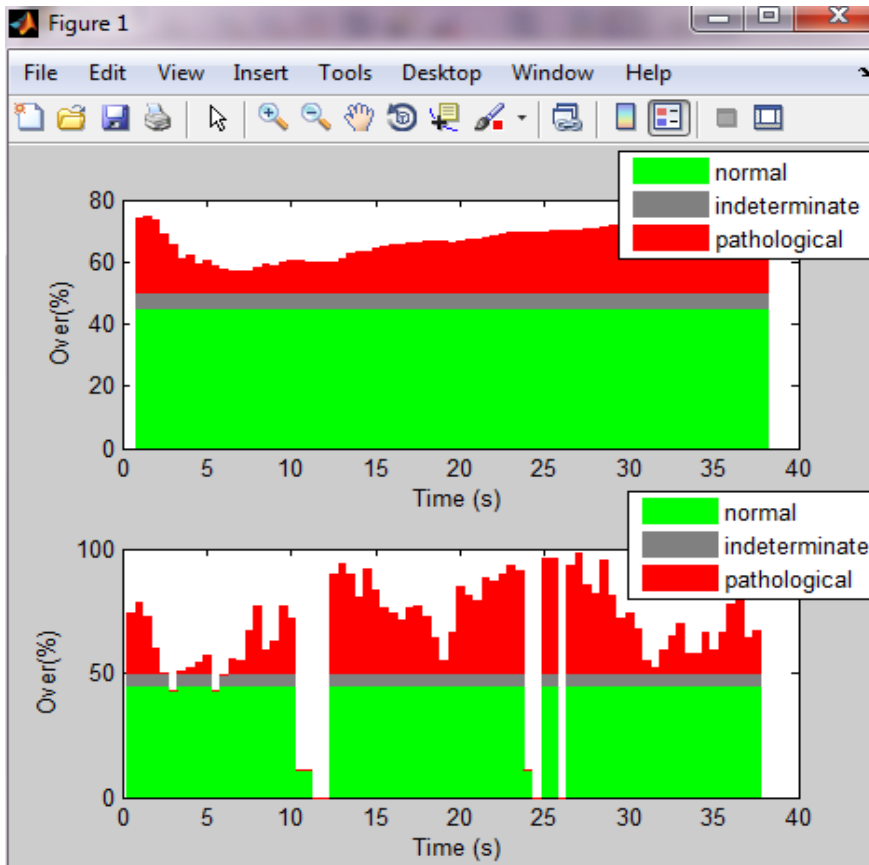 Figure 1
File Edit View Insert Tools Desktop Window Help
normal
indeterminate
pathological
80
60
40
20
0
Over(%)
0 5 10 15 20 25 30 35 40
Time (s)
normal
indeterminate
pathological
100
50
0
Over(%)
0 5 10 15 20 25 30 35 40
Time (s)